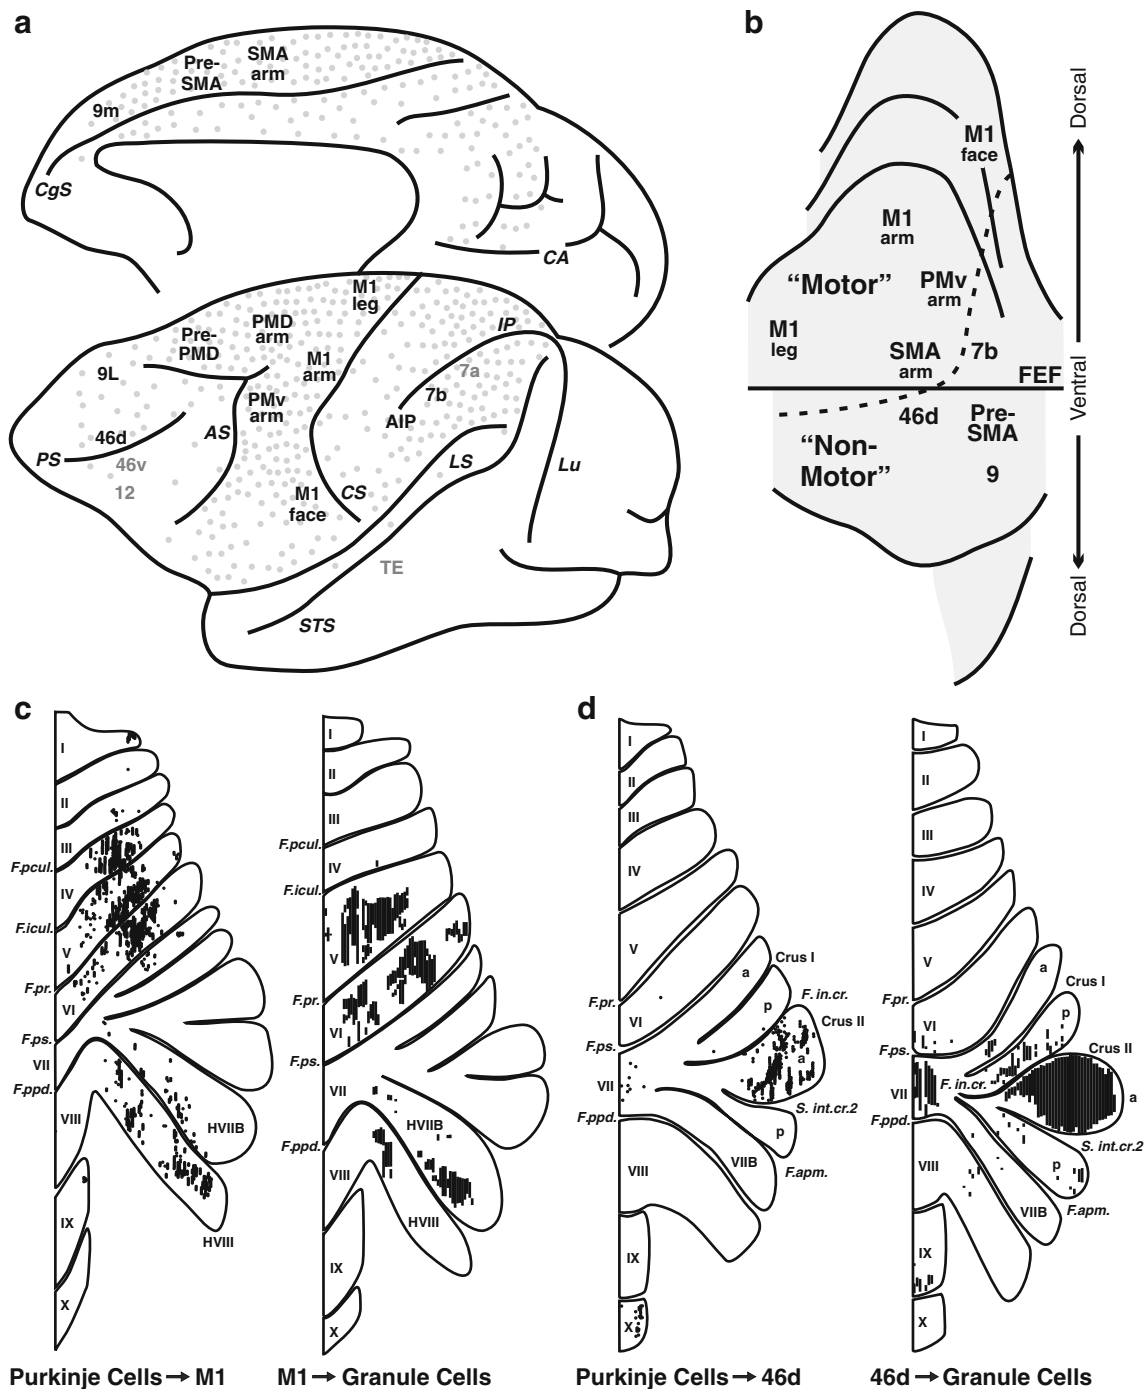 a
Pre-
SMA
SMA
arm
9m
CgS
CA
M1
leg
PMD
arm
Pre-
PMD
IP
M1
arm
7a
9L
7b
PMv
arm
AIP
46d
AS
PS
46v
LS
Lu
12
CS
M1
face
TE
STS
b
Dorsal
M1
face
M1
arm
"Motor"
PMv
arm
M1
leg
SMA
arm
7b
FEF
Ventral
46d
Pre-
SMA
"Non-
Motor"
9
Dorsal
c
I
II
III
F.pcul.
IV
F.icul.
V
F.pr.
VI
F.ps.
VII
F.ppd.
VIII
HVIIB
IX
HVIII
X
Purkinje Cells → M1
I
II
III
F.pcul.
IV
F.icul.
V
F.pr.
VI
F.ps.
VII
HVIIB
F.ppd.
VIII
HVIII
IX
X
M1 → Granule Cells
d
I
II
III
IV
V
a
Crus I
F.pr.
p
F. in.cr.
VI
Crus II
F.ps.
a
VII
S. int.cr.2
F.ppd.
p
VIII
VIIB
F.apm.
IX
X
Purkinje Cells → 46d
I
II
III
IV
V
a
Crus I
F.pr.
p
VI
F.ps.
Crus II
F. in.cr.
VII
a
F.ppd.
S. int.cr.2
VIII
p
VIIB
F.apm.
IX
X
46d → Granule Cells